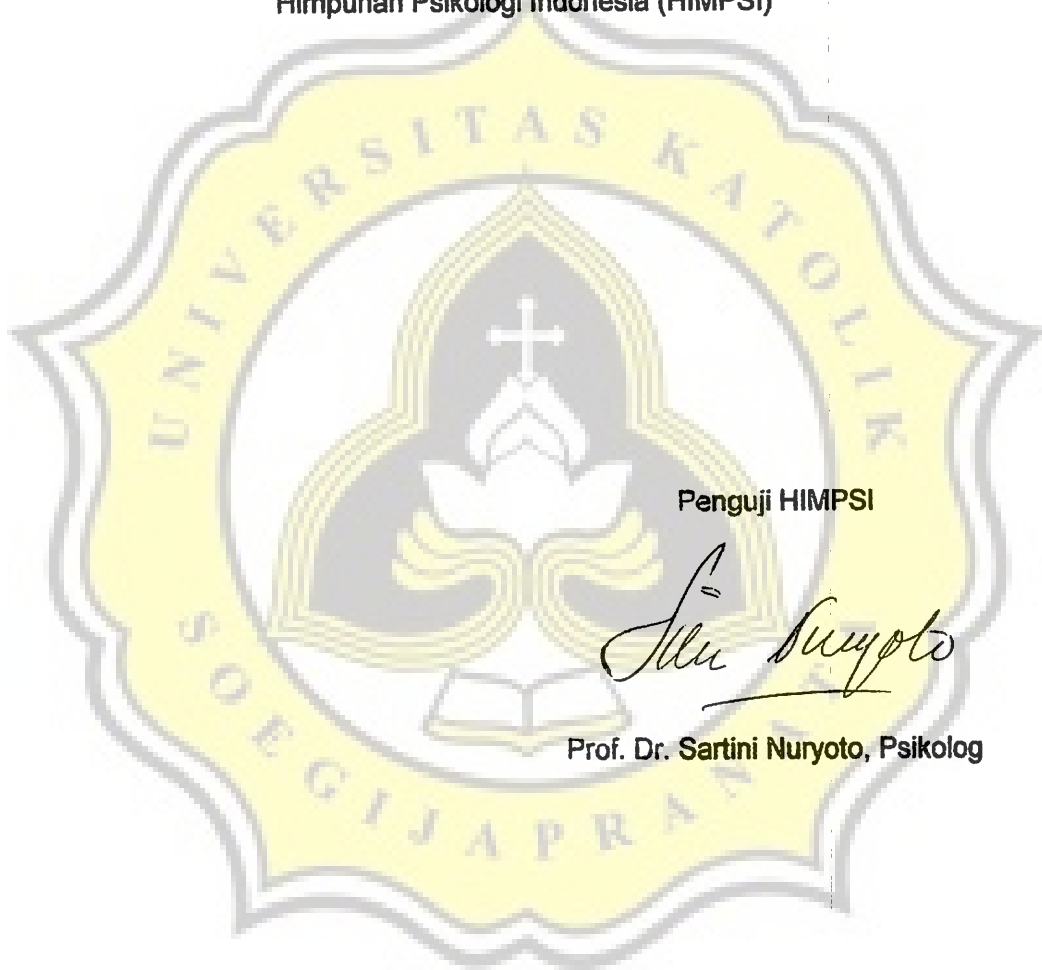 Himpunan Psikologi Indonesia (HIMPSI)
UNIVERSITAS KATOLIK
Penguji HIMPSI
Prof. Dr. Sartini Nuryoto, Psikolog
SOEGIJAPRANATA